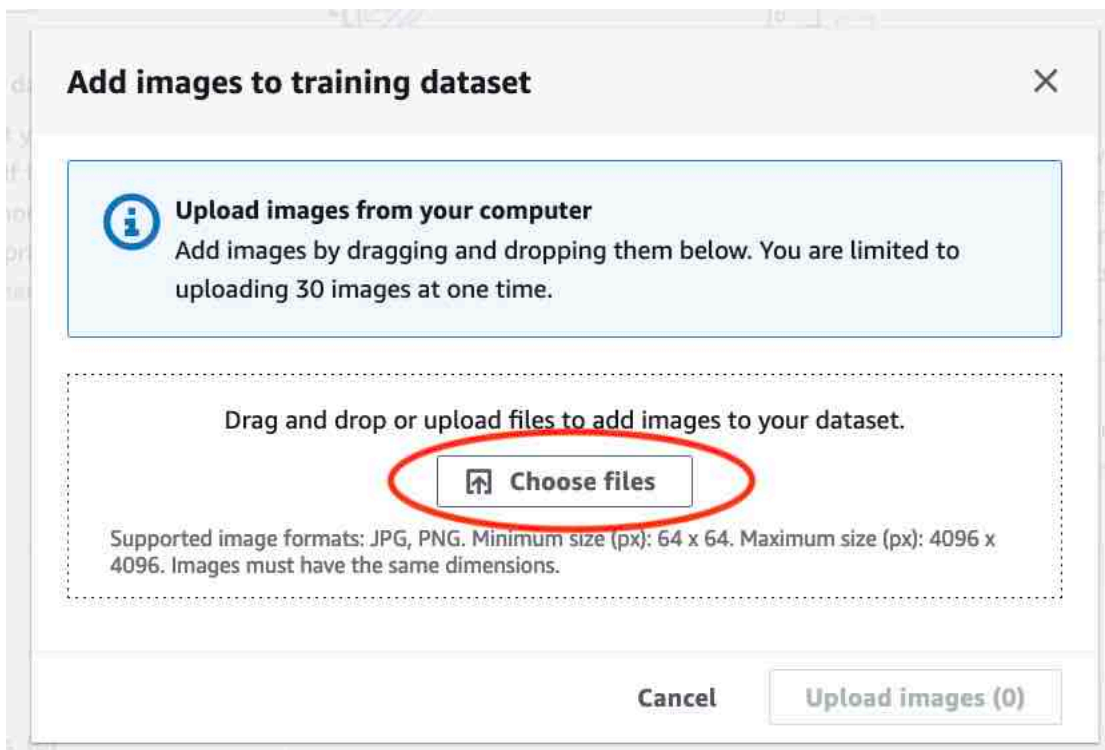 Add images to training dataset
Upload images from your computer
Add images by dragging and dropping them below. You are limited to
uploading 30 images at one time.
Drag and drop or upload files to add images to your dataset.
Choose files
Supported image formats: JPG, PNG. Minimum size (px): 64 x 64. Maximum size (px): 4096 x
4096. Images must have the same dimensions.
Cancel
Upload images (0)